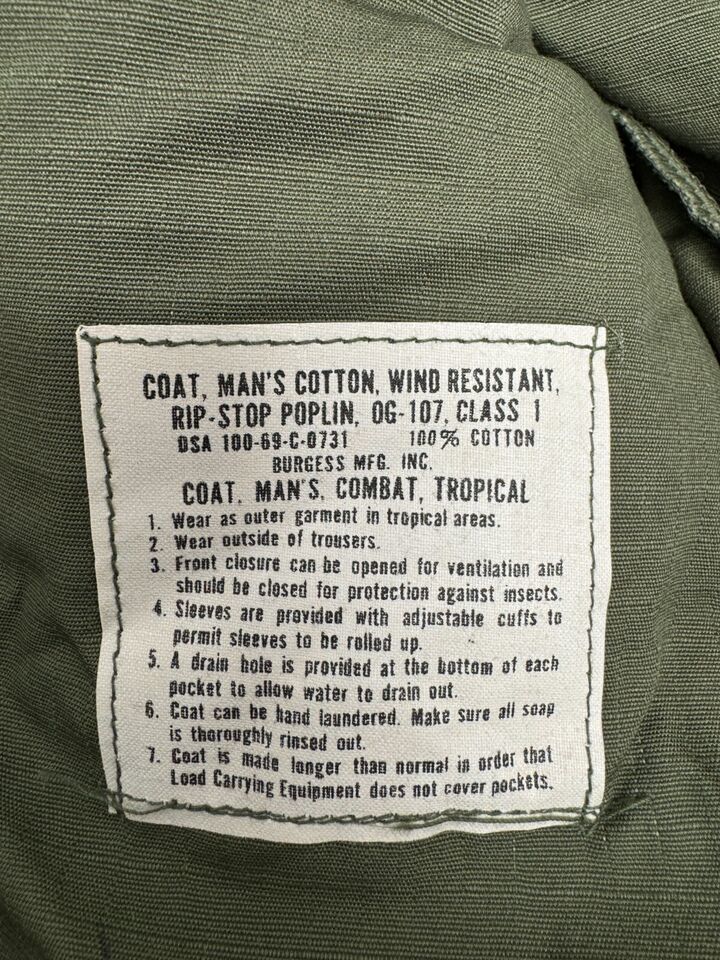 COAT, MAN'S COTTON, WIND RESISTANT,
RIP-STOP POPLIN, OG-107, CLASS 1
DSA 100-69-C-0731 100% COTTON
BURGESS MFG. INC.
COAT, MAN'S, COMBAT, TROPICAL
1. Wear as outer garment in tropical areas.
2. Wear outside of trousers.
3. Front closure can be opened for ventilation and
should be closed for protection against insects.
4. Sleeves are provided with adjustable cuffs to
permit sleeves to be rolled up.
5. A drain hole is provided at the bottom of each
pocket to allow water to drain out.
6. Coat can be hand laundered. Make sure all soap
is thoroughly rinsed out.
7. Coat is made longer than normal in order that
Load Carrying Equipment does not cover pockets.